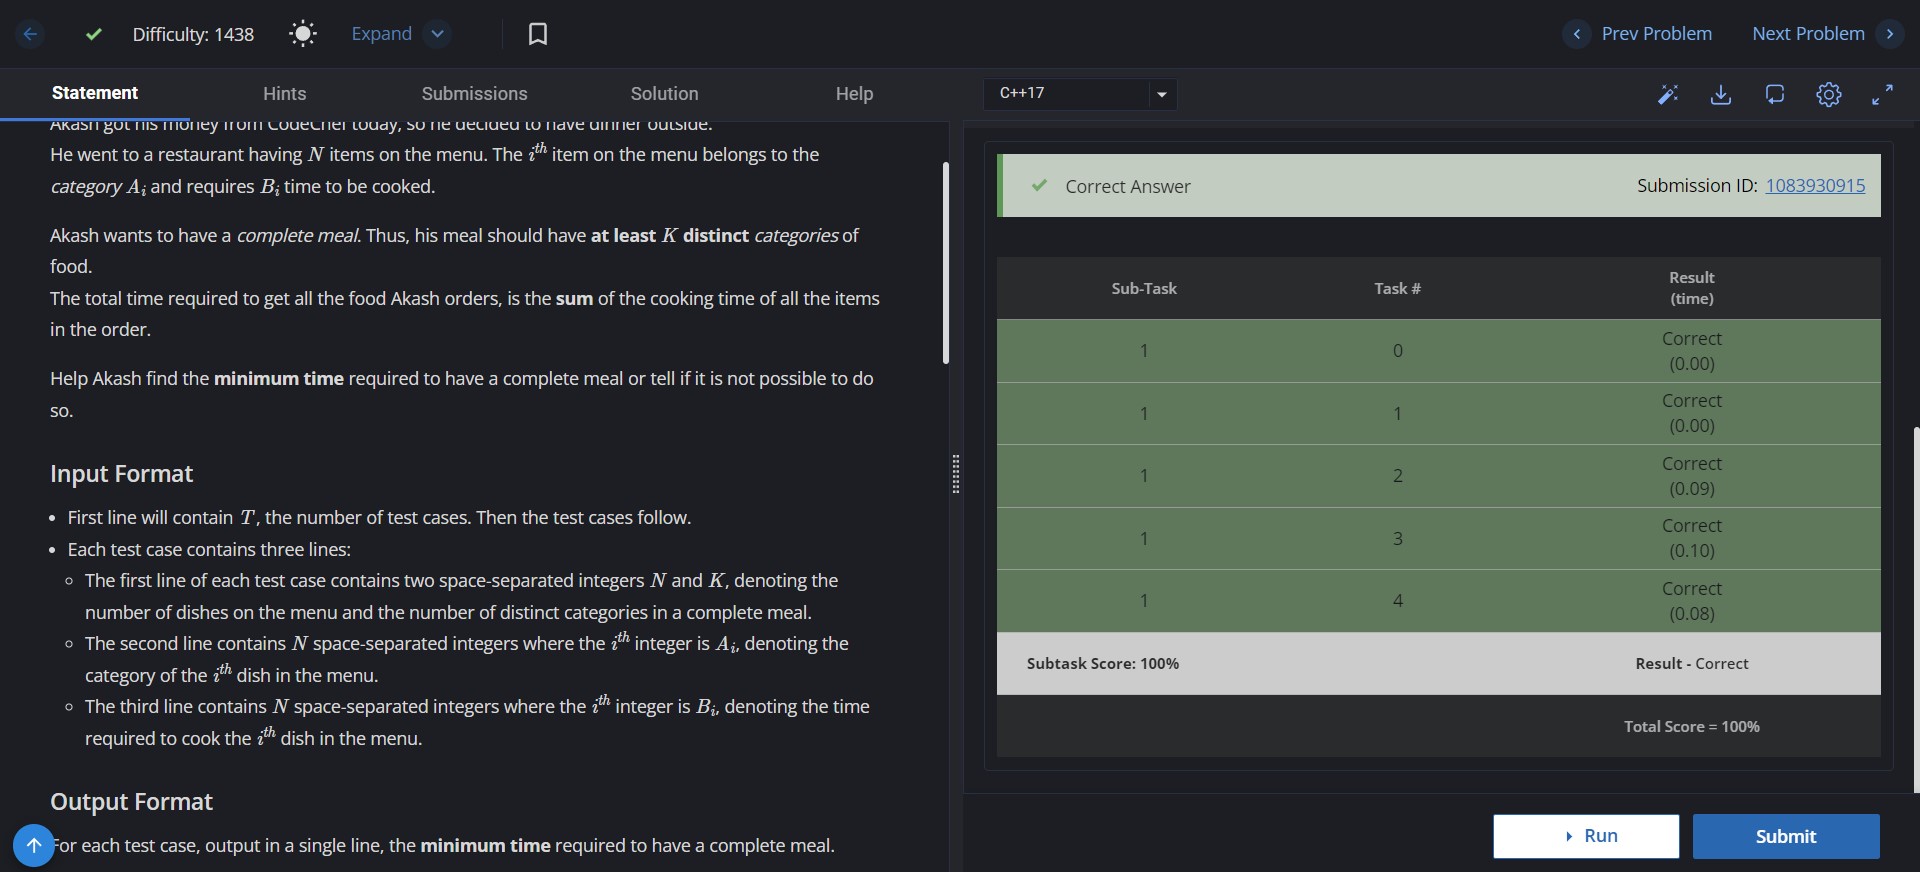 Difficulty: 1438
Expand
Prev Problem
Next Problem
Statement
Hints
Submissions
Solution
Help
Akash got his money from CodeChef today, so he decided to have dinner outside.
He went to a restaurant having N items on the menu. The i^th item on the menu belongs to the
category A_i and requires B_i time to be cooked.
Akash wants to have a complete meal. Thus, his meal should have at least K distinct categories of
food.
The total time required to get all the food Akash orders, is the sum of the cooking time of all the items
in the order.
Help Akash find the minimum time required to have a complete meal or tell if it is not possible to do
so.
Input Format
• First line will contain T, the number of test cases. Then the test cases follow.
• Each test case contains three lines:
◦ The first line of each test case contains two space-separated integers N and K, denoting the
number of dishes on the menu and the number of distinct categories in a complete meal.
◦ The second line contains N space-separated integers where the i^th integer is A_i, denoting the
category of the i^th dish in the menu.
◦ The third line contains N space-separated integers where the i^th integer is B_i, denoting the time
required to cook the i^th dish in the menu.
Output Format
For each test case, output in a single line, the minimum time required to have a complete meal.
C++17
Correct Answer
Submission ID: 1083930915
Sub-Task Task # Result
(time)
1 0 Correct
(0.00)
1 1 Correct
(0.00)
1 2 Correct
(0.09)
1 3 Correct
(0.10)
1 4 Correct
(0.08)
Subtask Score: 100% Result - Correct
Total Score = 100%
Run
Submit